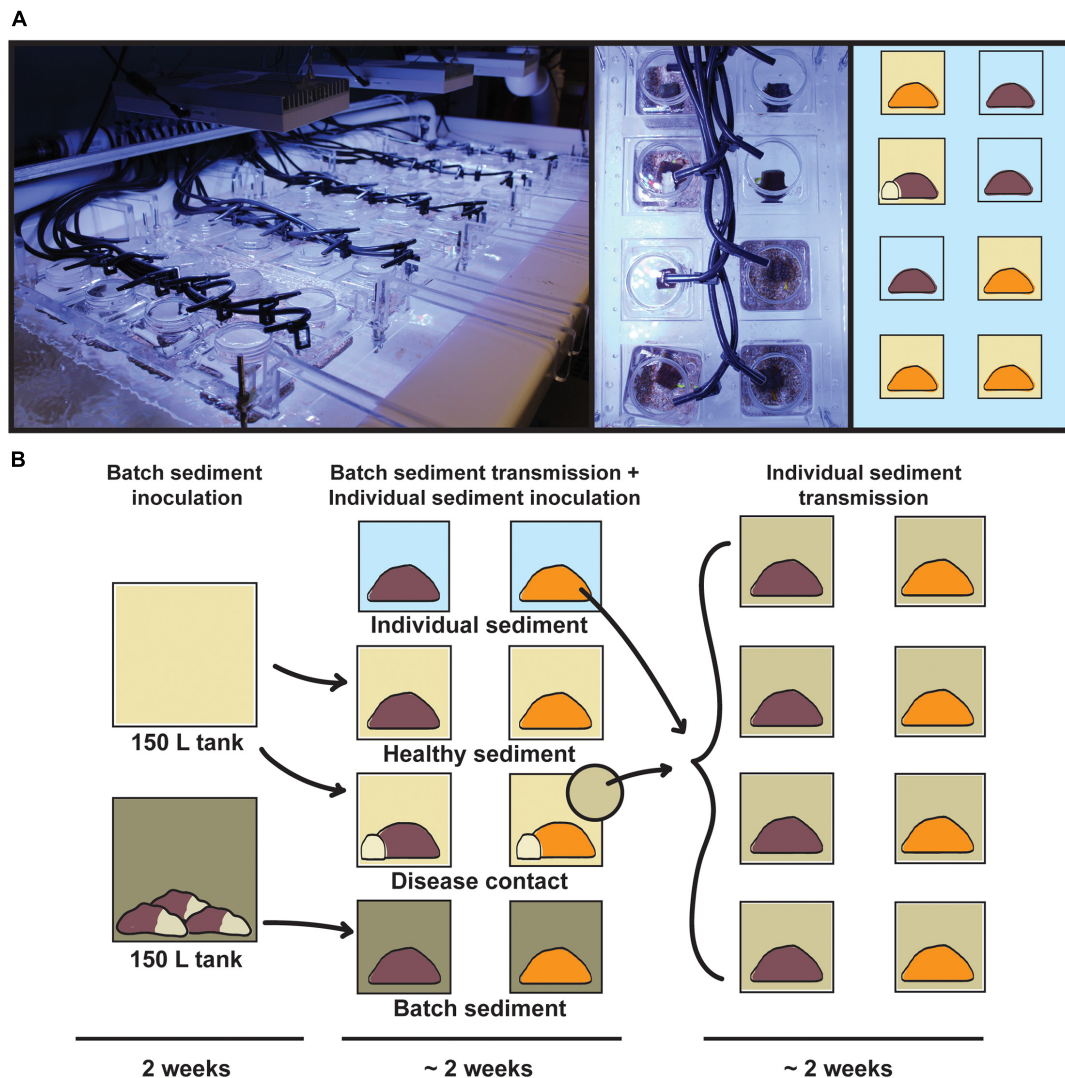 A
B
Batch sediment
inoculation
Batch sediment transmission +
Individual sediment inoculation
Individual sediment
transmission
Individual sediment
Healthy sediment
150 L tank
Disease contact
150 L tank
Batch sediment
2 weeks
~ 2 weeks
~ 2 weeks